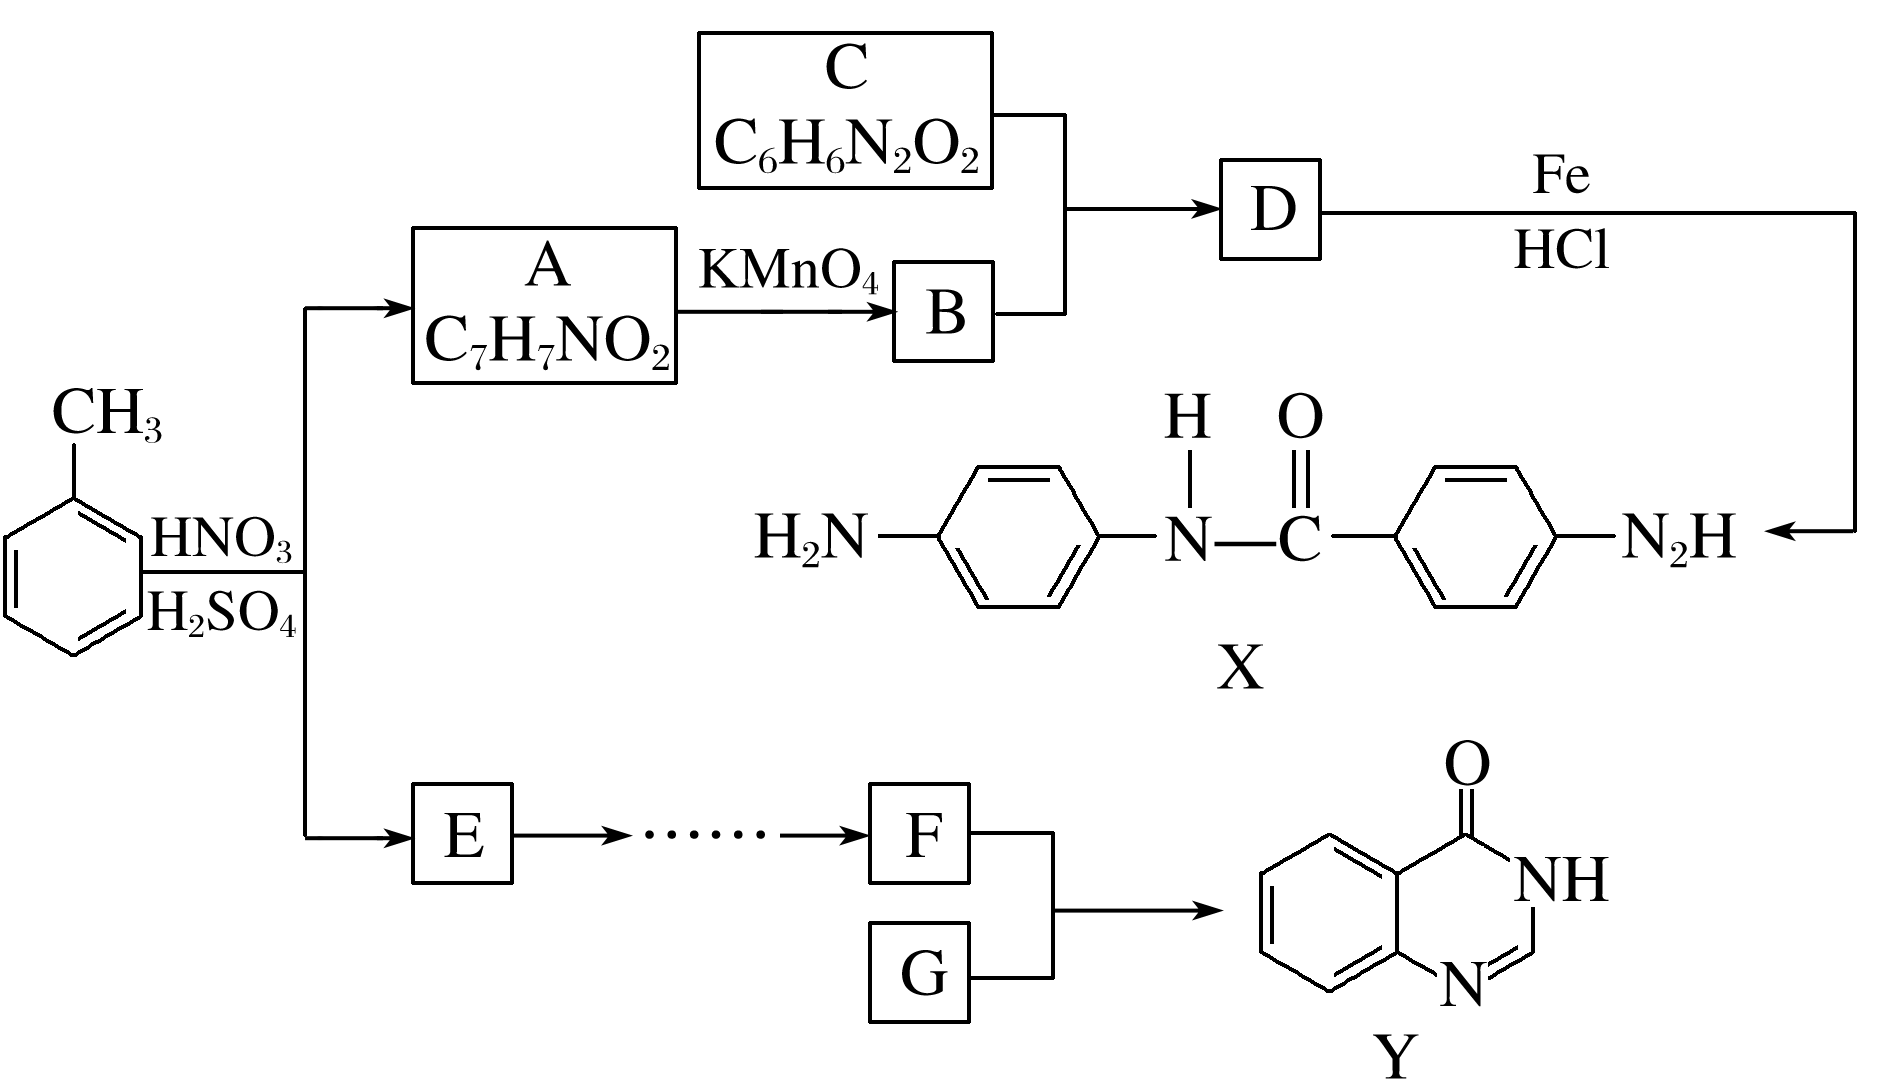 C
C₆H₆N₂O₂
D
Fe
HCl
A
C₇H₇NO₂
KMnO₄
B
CH₃
HNO₃
H₂SO₄
H O
H₂N N C N₂H
X
E ······ F
G
O
NH
N
Y